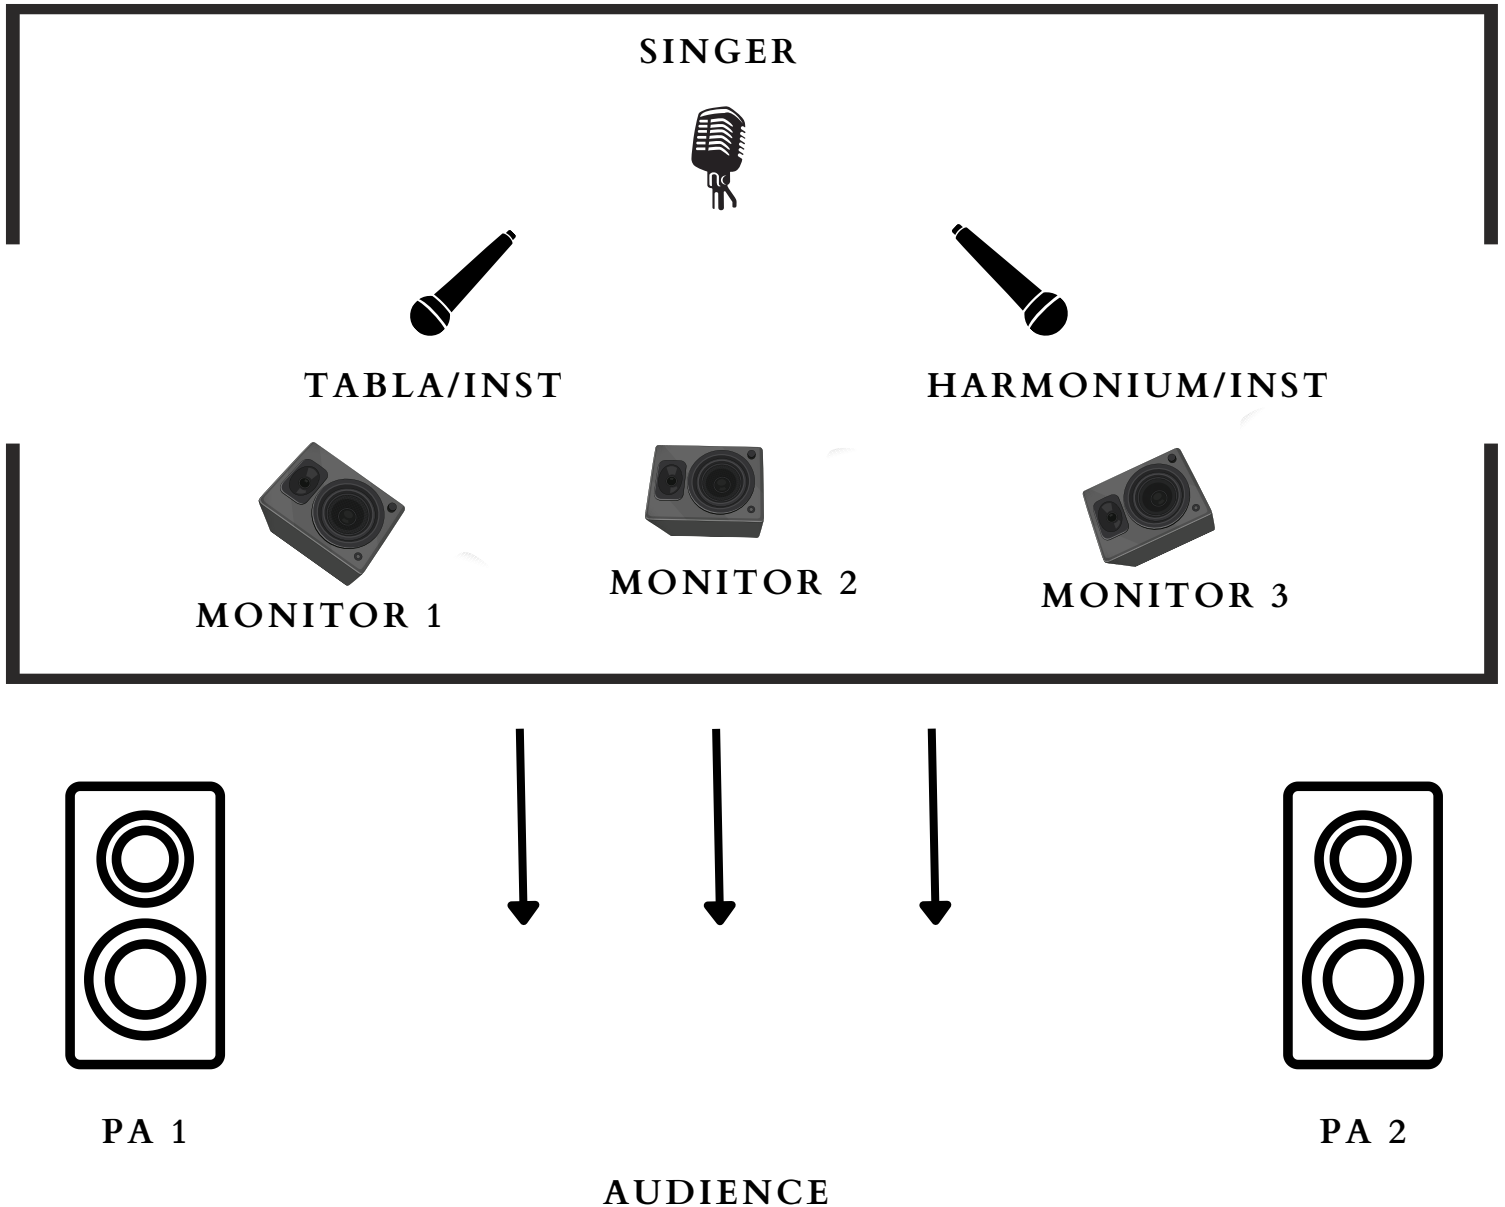 SINGER
TABLA/INST
HARMONIUM/INST
MONITOR 1
MONITOR 2
MONITOR 3
PA 1
PA 2
AUDIENCE